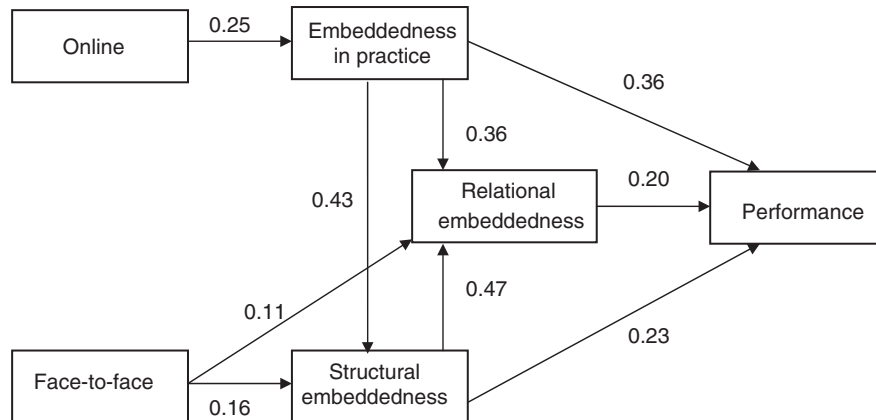 Online
0.25
Embeddedness
in practice
0.36
0.36
Relational
embeddedness
0.20
Performance
0.43
0.11
0.47
0.23
Face-to-face
0.16
Structural
embeddedness